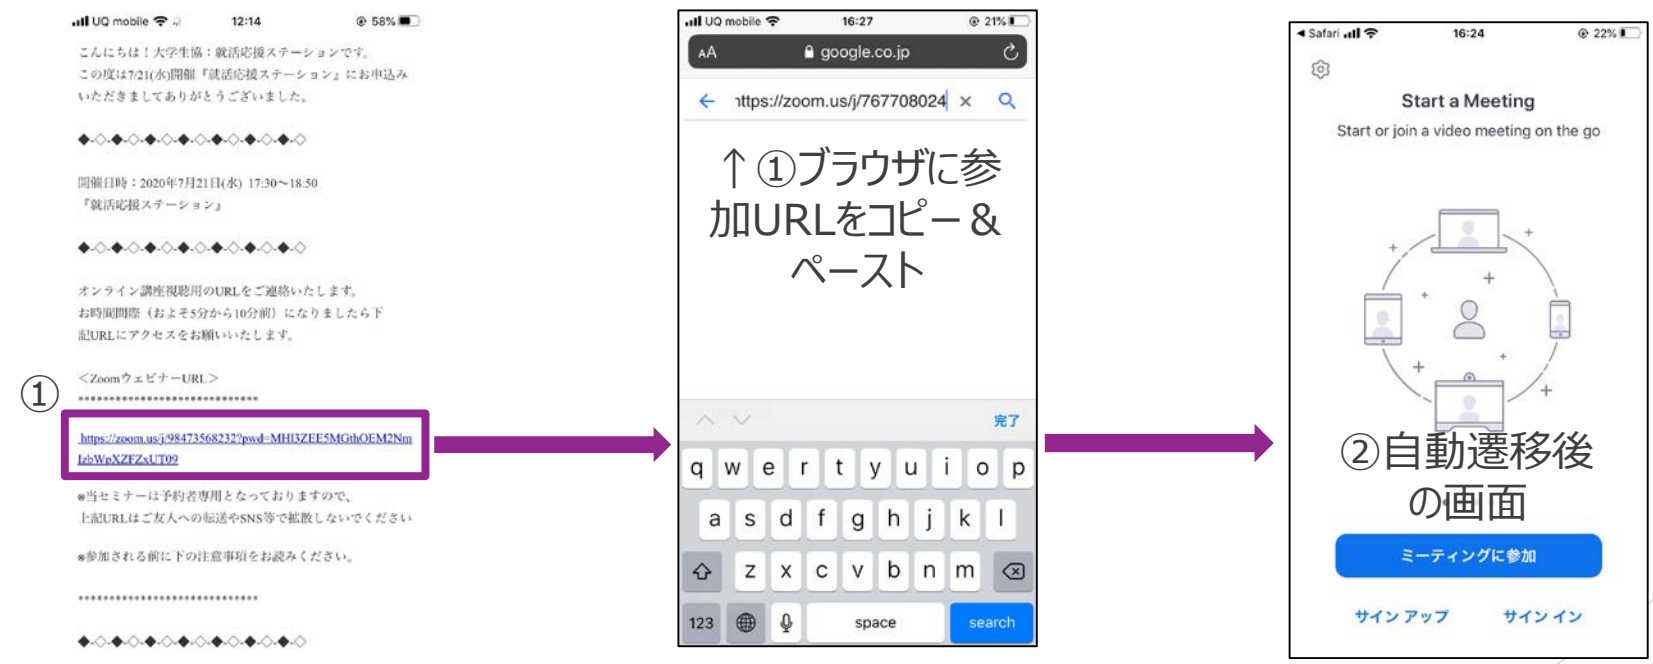 UQ mobile 12:14 58%
こんにちは！大学生協：就活応援ステーションです。
この度は7/21(水)開催『就活応援ステーション』にお申込み
いただきましてありがとうございました。
◆-◇-◆-◇-◆-◇-◆-◇-◆-◇-◆-◇-◆-◇
開催日時：2020年7月21日(水) 17:30～18:50
『就活応援ステーション』
◆-◇-◆-◇-◆-◇-◆-◇-◆-◇-◆-◇-◆-◇
オンライン講座視聴用のURLをご連絡いたします。
お時間間際（およそ5分から10分前）になりましたら下
記URLにアクセスをお願いいたします。
＜ZoomウェビナーURL＞
*****************************
①
https://zoom.us/j/98473568232?pwd=MHl3ZEE5MGthOEM2Nm
IzbWpXZFZxUT09
※当セミナーは予約者専用となっておりますので、
上記URLはご友人への転送やSNS等で拡散しないでください
※参加される前に下の注意事項をお読みください。
*****************************
◆-◇-◆-◇-◆-◇-◆-◇-◆-◇-◆-◇-◆-◇
UQ mobile 16:27 21%
AA google.co.jp
https://zoom.us/j/767708024
↑①ブラウザに参
加URLをコピー＆
ペースト
完了
q w e r t y u i o p
a s d f g h j k l
z x c v b n m
123 space search
Safari 16:24 22%
Start a Meeting
Start or join a video meeting on the go
②自動遷移後
の画面
ミーティングに参加
サイン アップ サイン イン